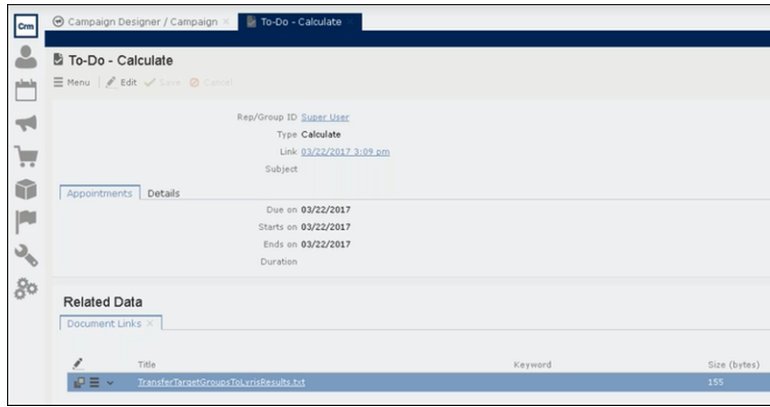 Crm
Campaign Designer / Campaign ×
To-Do - Calculate ×
To-Do - Calculate
Menu Edit Save Cancel
Rep/Group ID Super User
Type Calculate
Link 03/22/2017 3:09 pm
Subject
Appointments Details
Due on 03/22/2017
Starts on 03/22/2017
Ends on 03/22/2017
Duration
Related Data
Document Links ×
Title Keyword Size (bytes)
TransferTargetGroupsToLyrisResults.txt 155